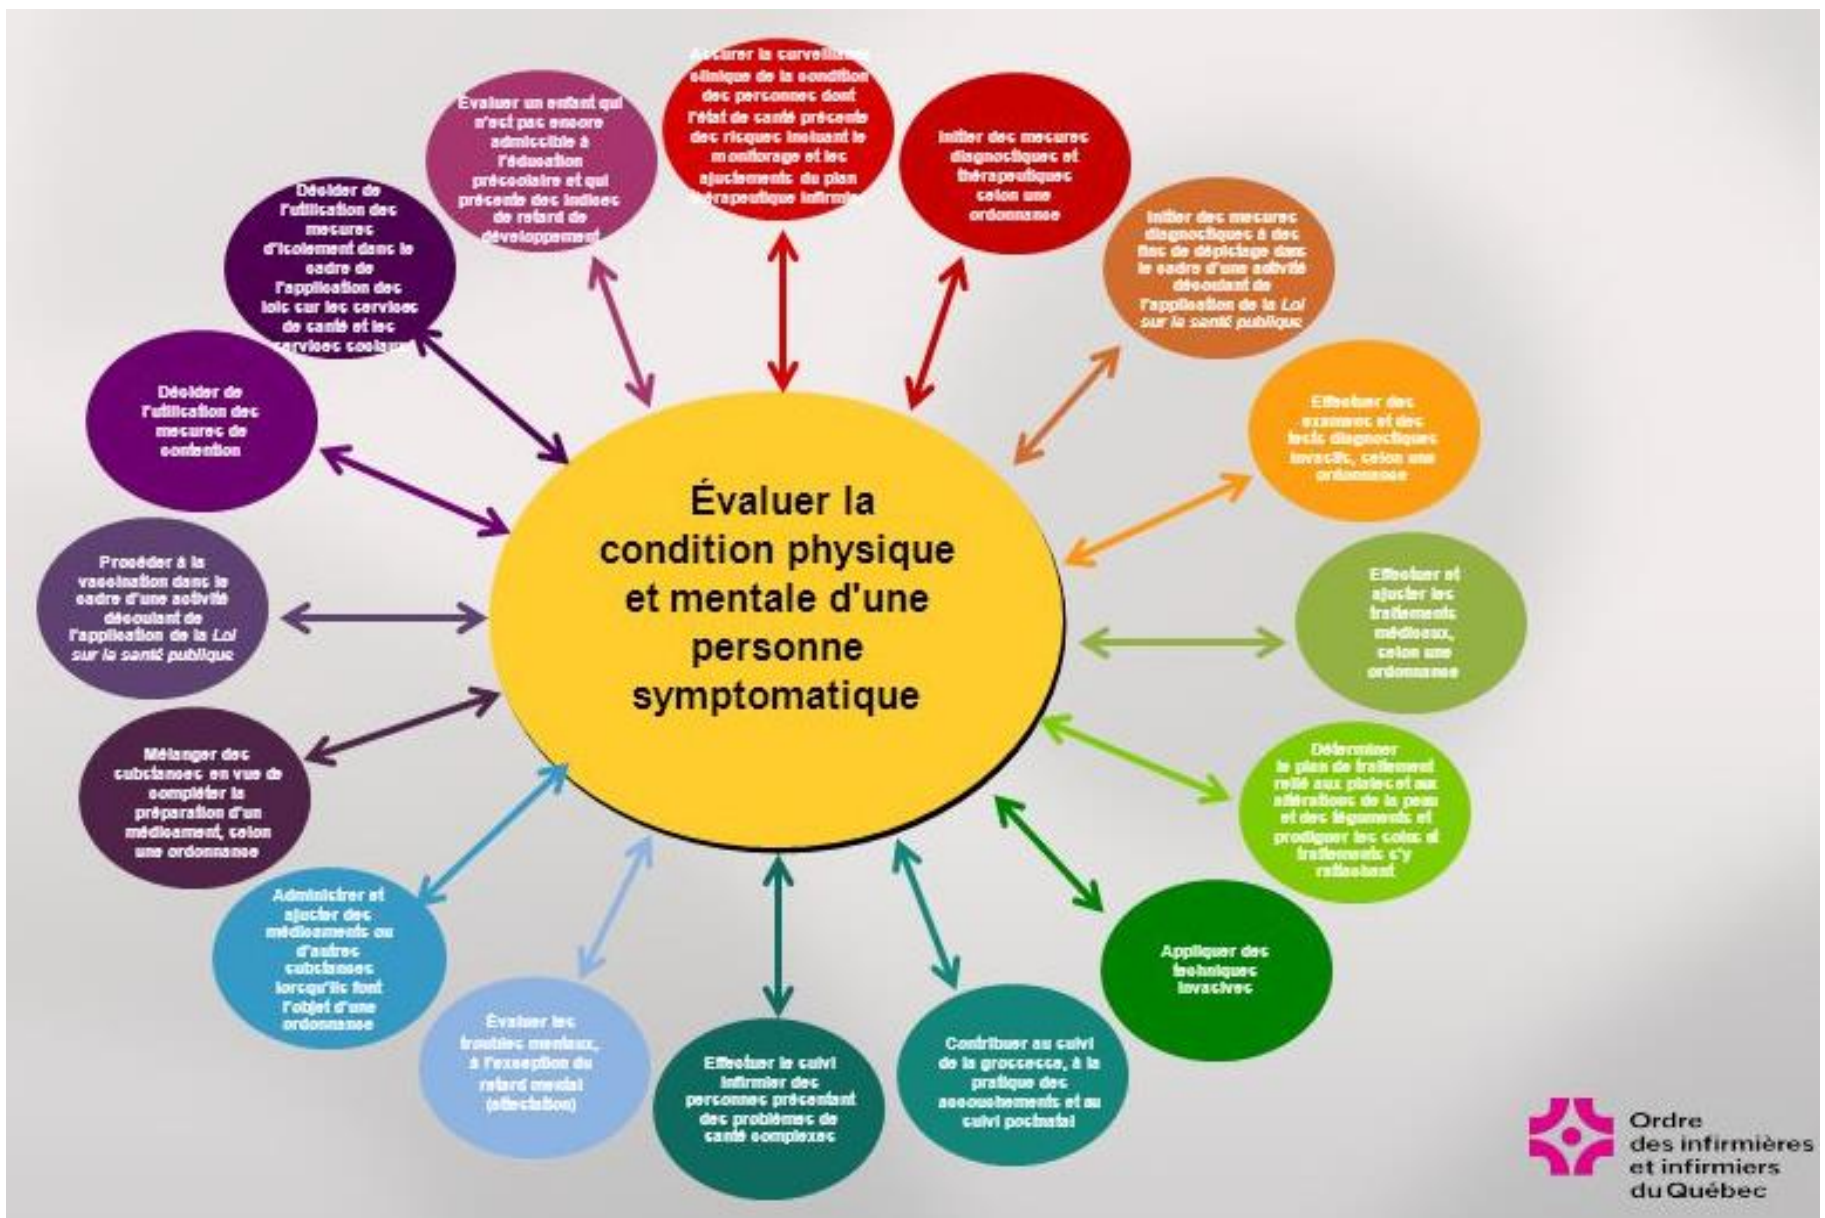 Assurer la surveillance
clinique de la condition
des personnes dont
l'état de santé présente
des risques incluant le
monitorage et les
ajustements du plan
thérapeutique infirmier
Initier des mesures
diagnostiques et
thérapeutiques
selon une
ordonnance
Initier des mesures
diagnostiques à des
fins de dépistage dans
le cadre d'une activité
découlant de
l'application de la Loi
sur la santé publique
Effectuer des
examens et des
tests diagnostiques
invasifs, selon une
ordonnance
Effectuer et
ajuster les
traitements
médicaux,
selon une
ordonnance
Déterminer
le plan de traitement
relié aux plaies et aux
altérations de la peau
et des téguments et
prodiguer les soins et
traitements s'y
rattachant
Appliquer des
techniques
invasives
Contribuer au suivi
de la grossesse, à la
pratique des
accouchements et au
suivi postnatal
Effectuer le suivi
infirmier des
personnes présentant
des problèmes de
santé complexes
Évaluer les
troubles mentaux,
à l'exception du
retard mental
(attestation)
Administrer et
ajuster des
médicaments ou
d'autres
substances
lorsqu'ils font
l'objet d'une
ordonnance
Mélanger des
substances en vue de
compléter la
préparation d'un
médicament, selon
une ordonnance
Procéder à la
vaccination dans le
cadre d'une activité
découlant de
l'application de la Loi
sur la santé publique
Décider de
l'utilisation des
mesures de
contention
Décider de
l'utilisation des
mesures
d'isolement dans le
cadre de
l'application des
lois sur les services
de santé et les
services sociaux
Évaluer un enfant qui
n'est pas encore
admissible à
l'éducation
préscolaire et qui
présente des indices
de retard de
développement
Évaluer la
condition physique
et mentale d'une
personne
symptomatique
Ordre
des infirmières
et infirmiers
du Québec